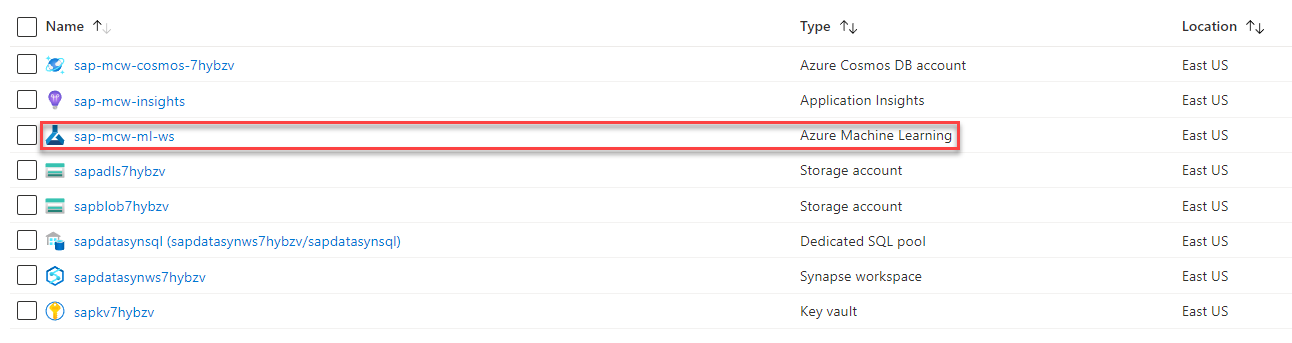 Name ↑↓ Type ↑↓ Location ↑↓
sap-mcw-cosmos-7hybzv Azure Cosmos DB account East US
sap-mcw-insights Application Insights East US
sap-mcw-ml-ws Azure Machine Learning East US
sapadls7hybzv Storage account East US
sapblob7hybzv Storage account East US
sapdatasynsql (sapdatasynws7hybzv/sapdatasynsql) Dedicated SQL pool East US
sapdatasynws7hybzv Synapse workspace East US
sapkv7hybzv Key vault East US